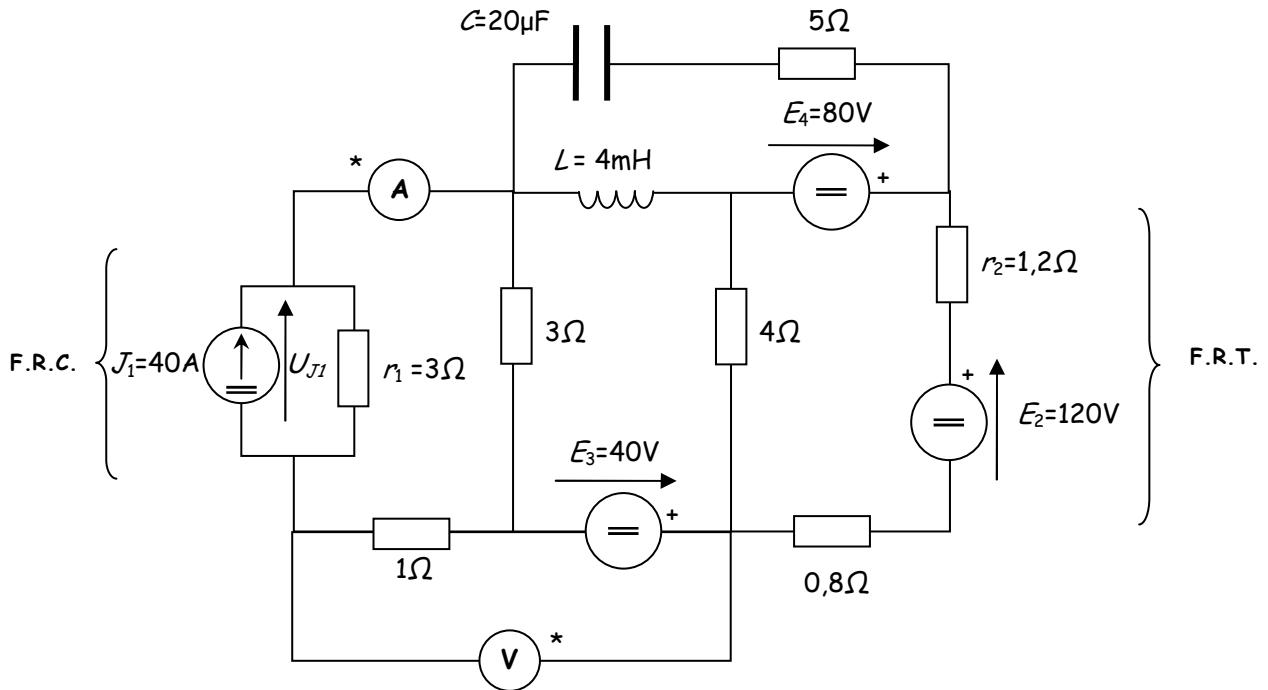 C=20µF
5Ω
E₄=80V
+
L= 4mH
*
A
r₂=1,2Ω
3Ω
4Ω
F.R.C.
J₁=40A
U_J1
r₁=3Ω
F.R.T.
+
E₂=120V
E₃=40V
+
1Ω
0,8Ω
V
*